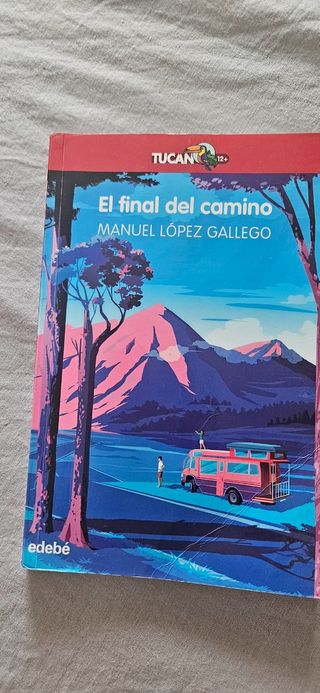 TUCAN 12+
El final del camino
MANUEL LÓPEZ GALLEGO
edebé